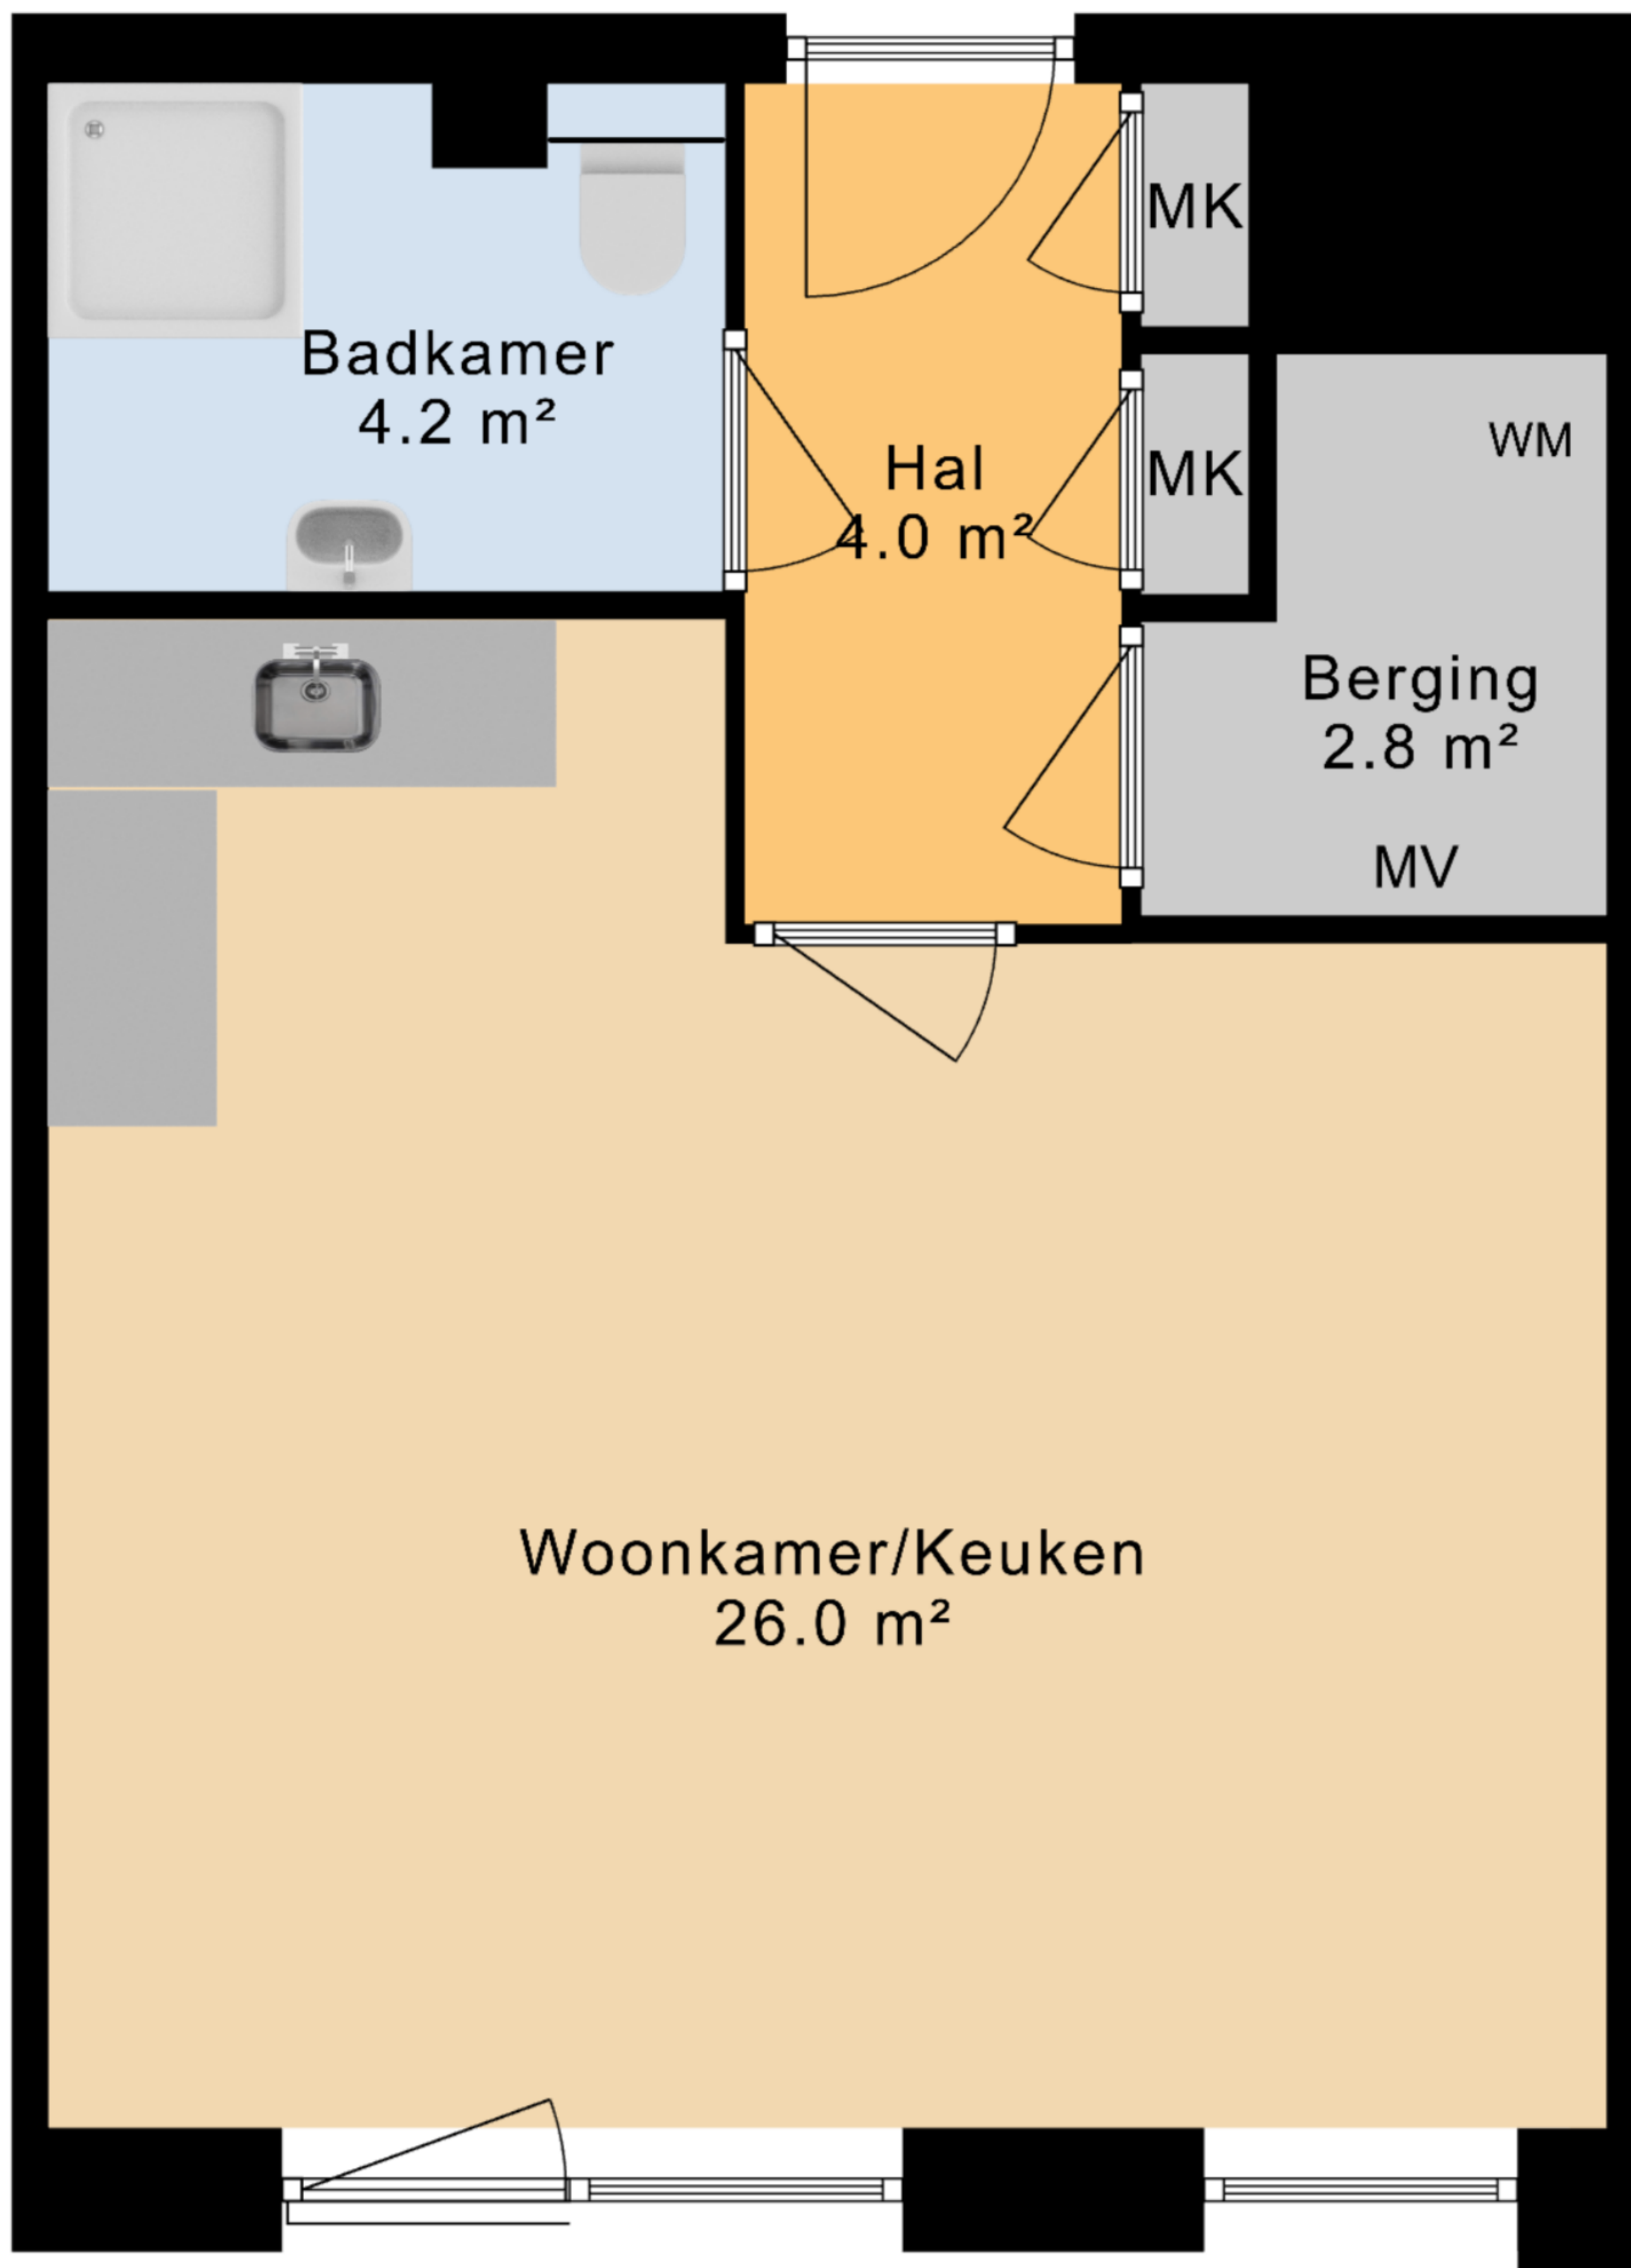 MK
Badkamer
4.2 m²
Hal
4.0 m²
MK
WM
Berging
2.8 m²
MV
Woonkamer/Keuken
26.0 m²